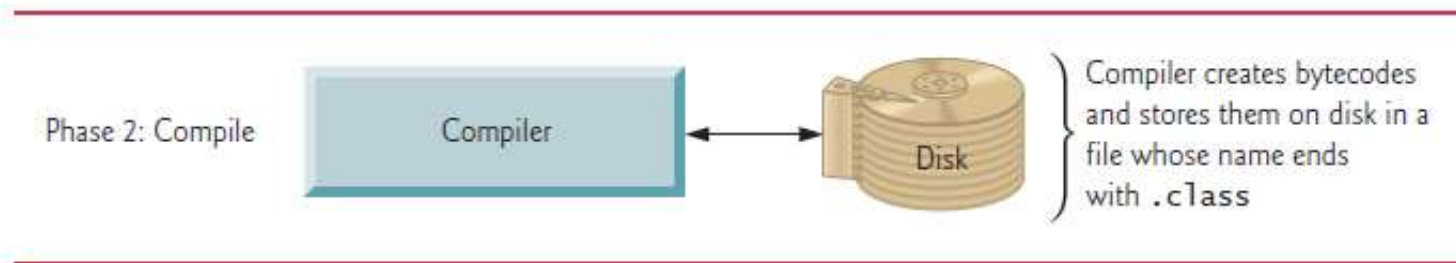 Phase 2: Compile
Compiler
Disk
Compiler creates bytecodes
and stores them on disk in a
file whose name ends
with .class